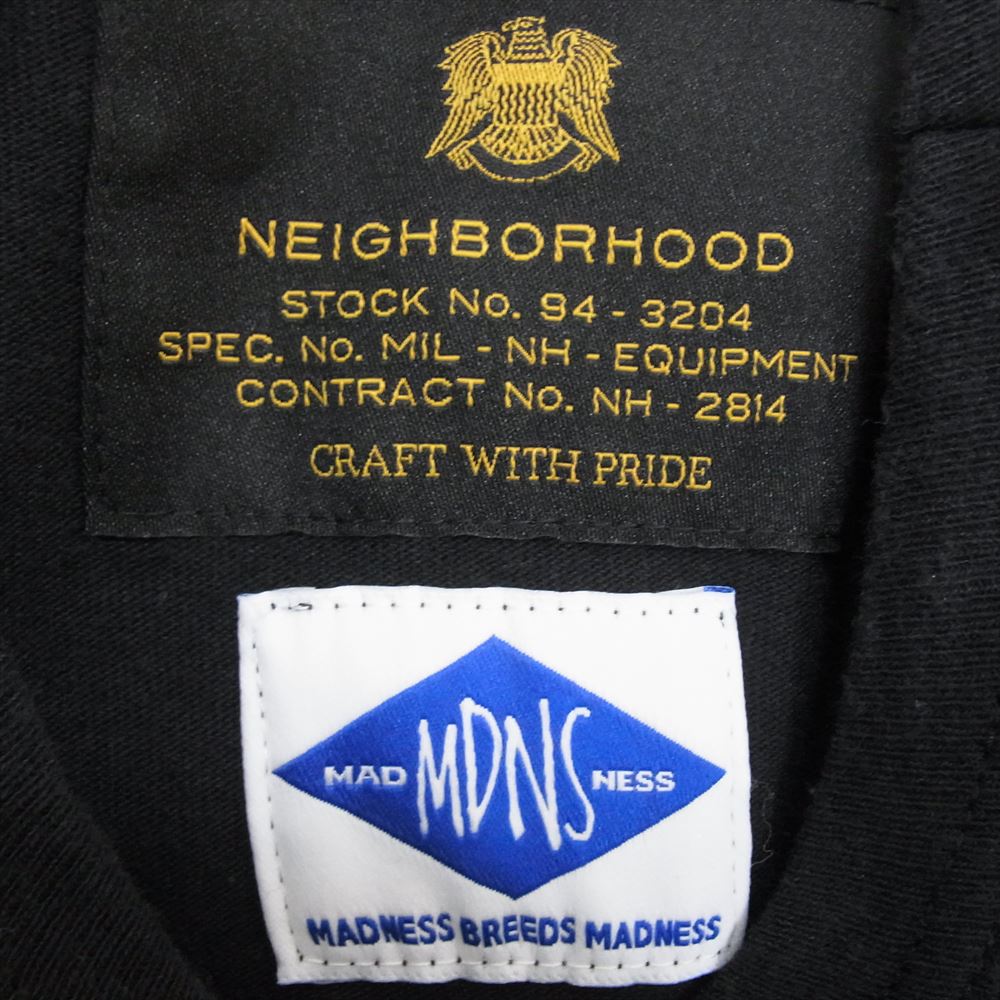 NEIGHBORHOOD
STOCK No. 94 - 3204
SPEC. No. MIL - NH - EQUIPMENT
CONTRACT No. NH - 2814
CRAFT WITH PRIDE
MAD MDNS NESS
MADNESS BREEDS MADNESS